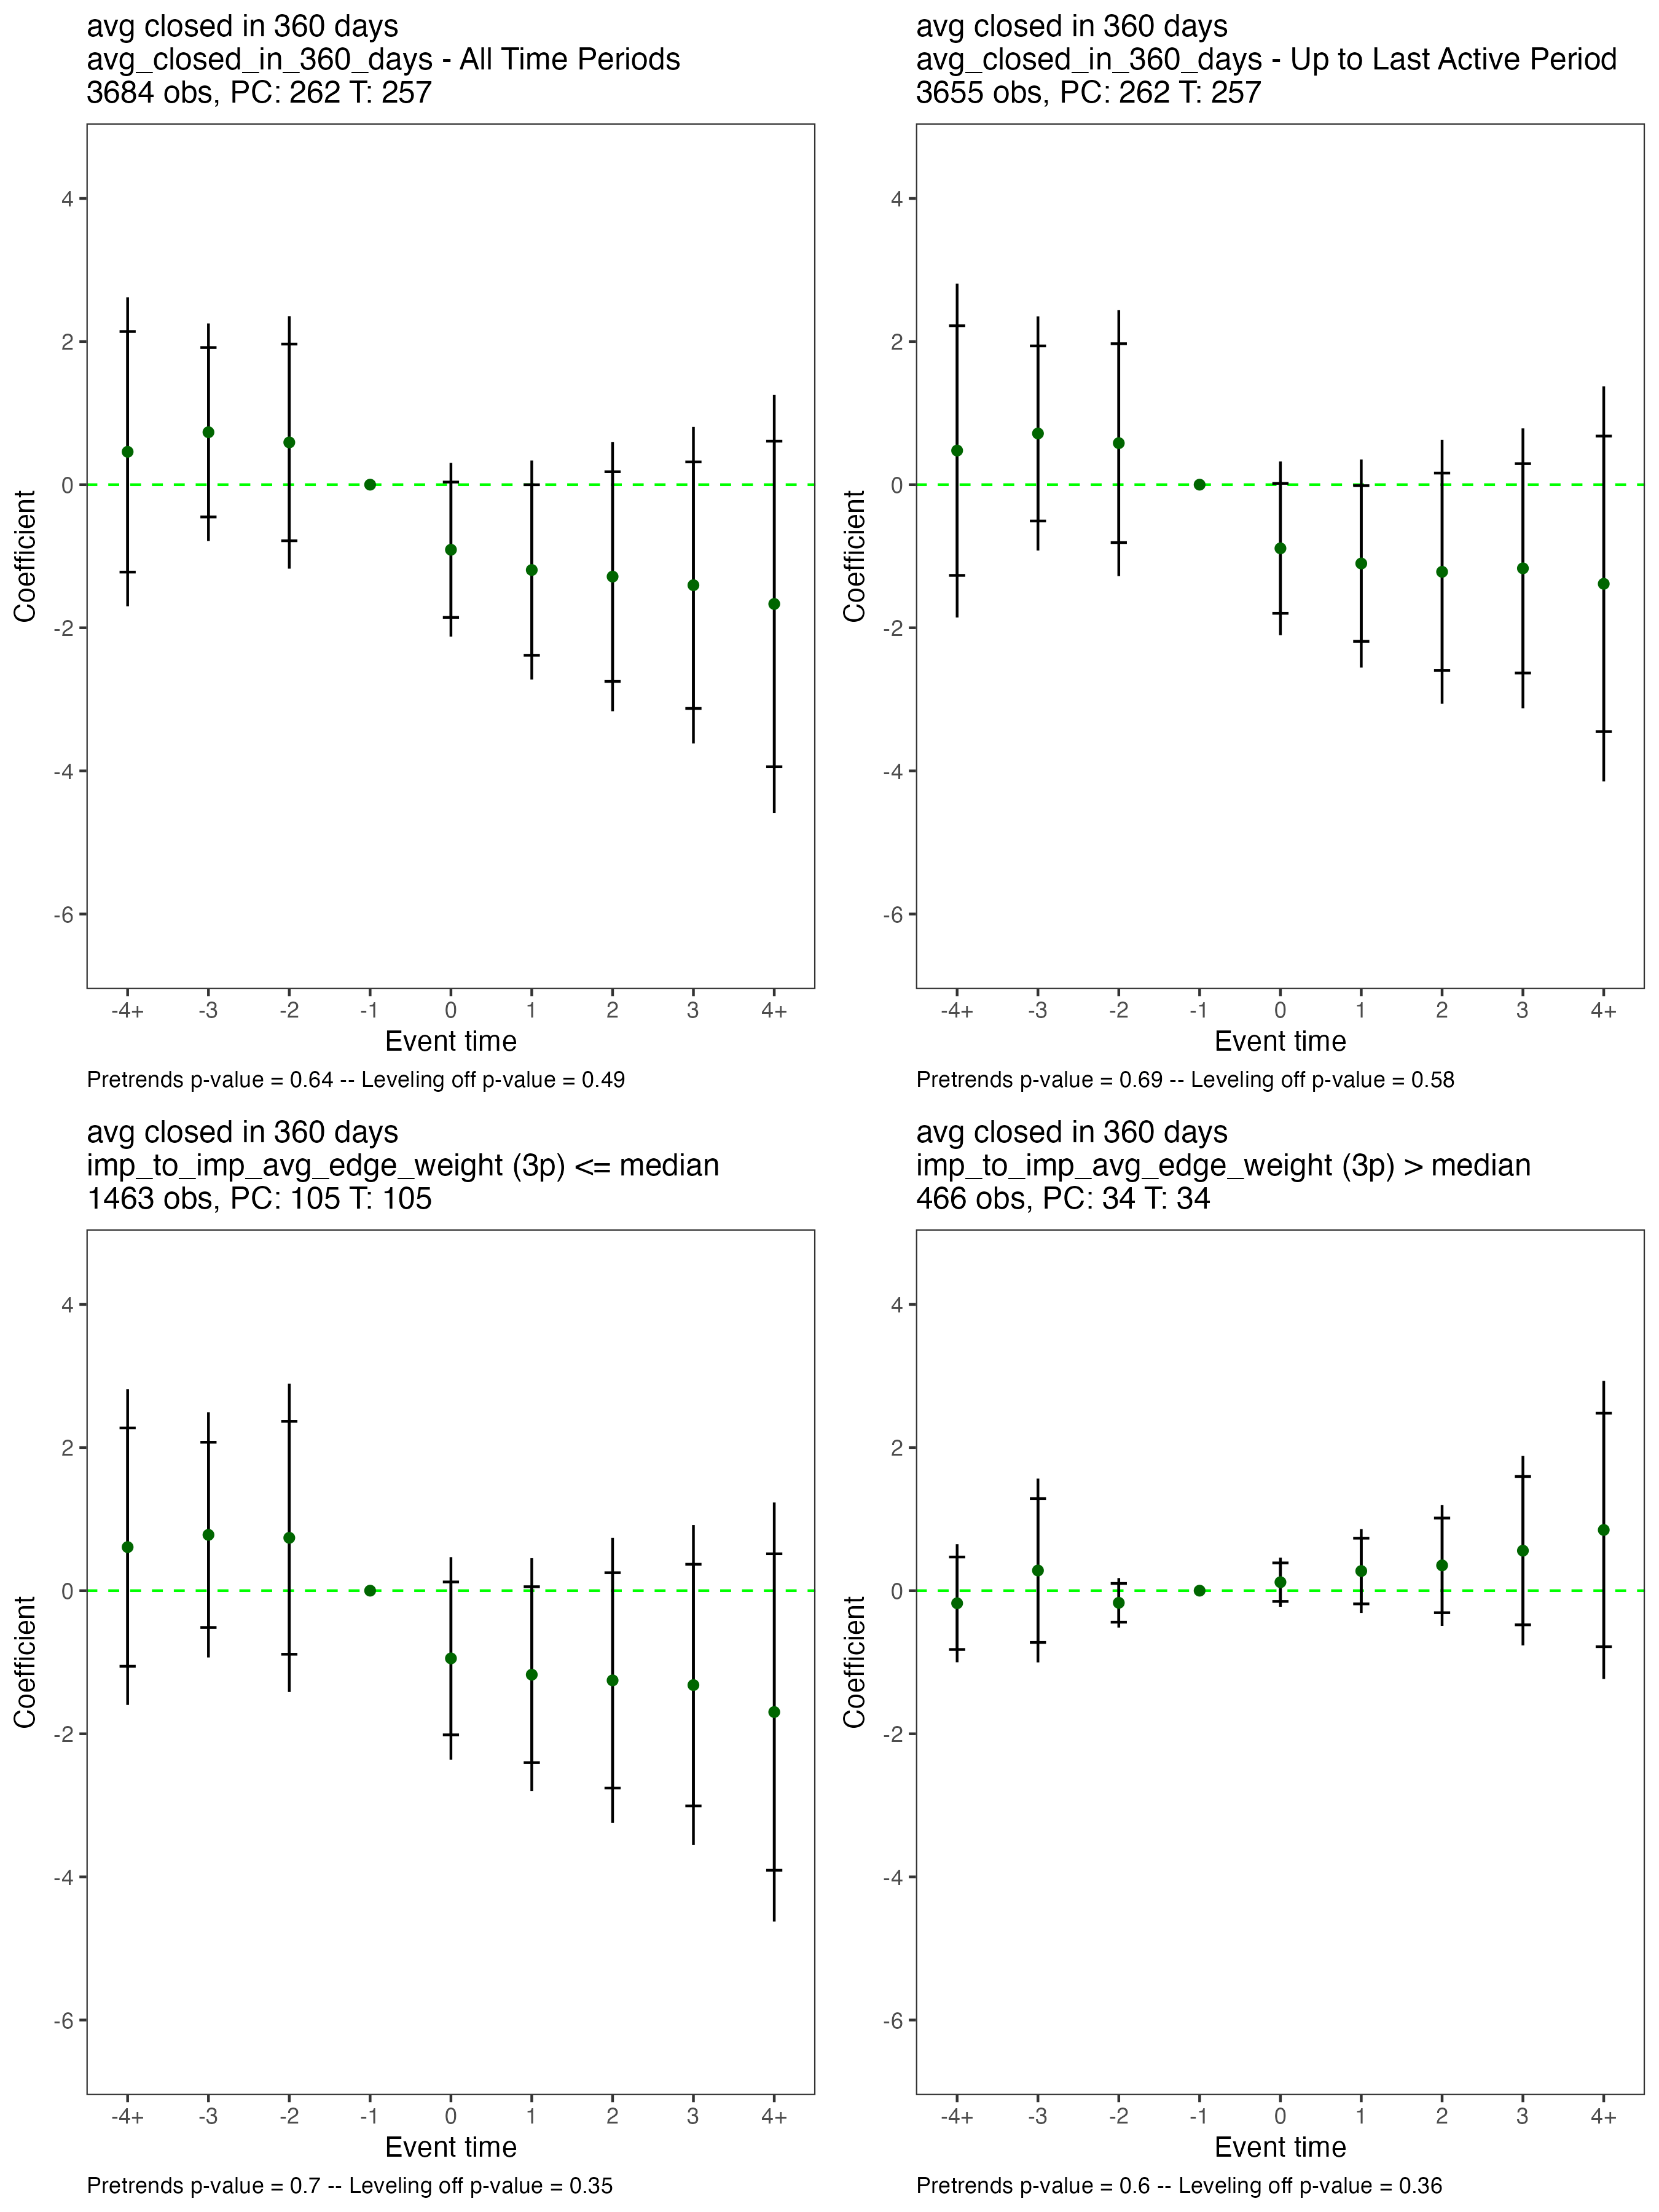 avg closed in 360 days
avg_closed_in_360_days - All Time Periods
3684 obs, PC: 262 T: 257
4
2
0
-2
-4
-6
Coefficient
-4+ -3 -2 -1 0 1 2 3 4+
Event time
Pretrends p-value = 0.64 -- Leveling off p-value = 0.49
avg closed in 360 days
avg_closed_in_360_days - Up to Last Active Period
3655 obs, PC: 262 T: 257
4
2
0
-2
-4
-6
Coefficient
-4+ -3 -2 -1 0 1 2 3 4+
Event time
Pretrends p-value = 0.69 -- Leveling off p-value = 0.58
avg closed in 360 days
imp_to_imp_avg_edge_weight (3p) <= median
1463 obs, PC: 105 T: 105
4
2
0
-2
-4
-6
Coefficient
-4+ -3 -2 -1 0 1 2 3 4+
Event time
Pretrends p-value = 0.7 -- Leveling off p-value = 0.35
avg closed in 360 days
imp_to_imp_avg_edge_weight (3p) > median
466 obs, PC: 34 T: 34
4
2
0
-2
-4
-6
Coefficient
-4+ -3 -2 -1 0 1 2 3 4+
Event time
Pretrends p-value = 0.6 -- Leveling off p-value = 0.36